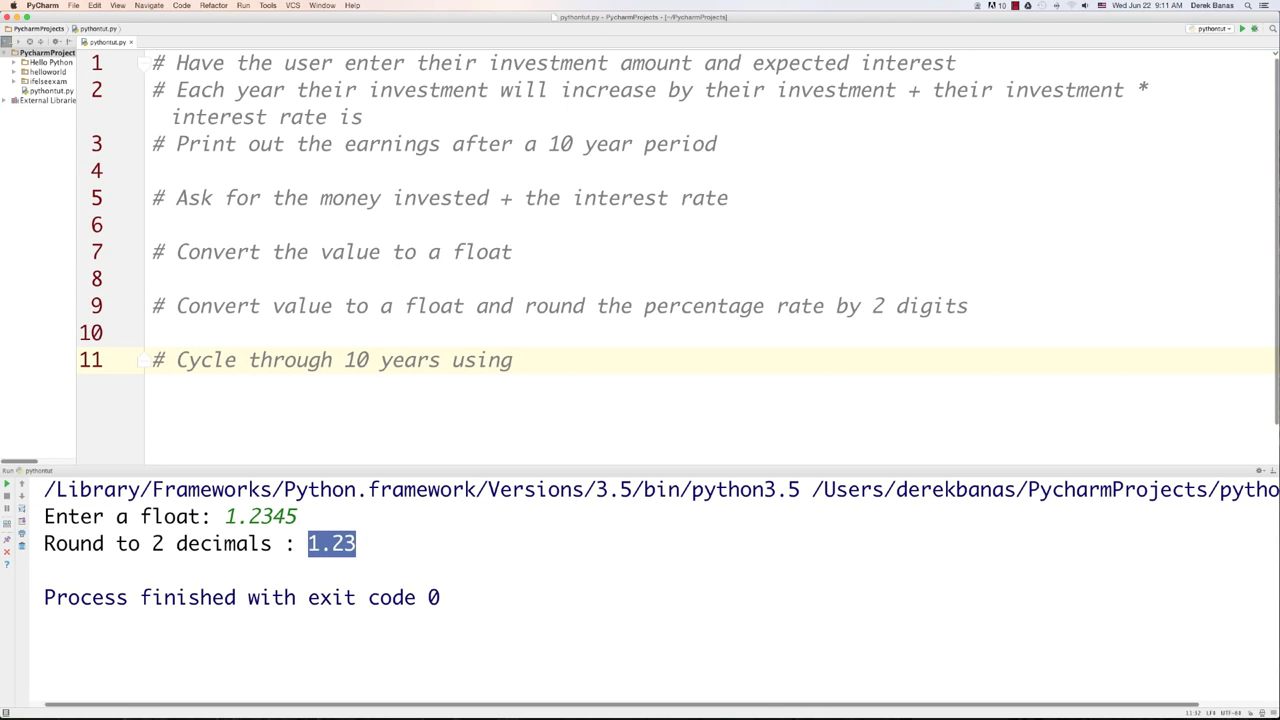 PyCharm File Edit View Navigate Code Refactor Run Tools VCS Window Help
10 Wed Jun 22 9:11 AM Derek Banas
pythontut.py - PycharmProjects - [~/PycharmProjects]
PycharmProjects pythontut.py
pythontut
pythontut.py
PycharmProject
Hello Python
helloworld
ifelseexam
pythontut.py
External Librarie
1 # Have the user enter their investment amount and expected interest
2 # Each year their investment will increase by their investment + their investment *
interest rate is
3 # Print out the earnings after a 10 year period
4
5 # Ask for the money invested + the interest rate
6
7 # Convert the value to a float
8
9 # Convert value to a float and round the percentage rate by 2 digits
10
11 # Cycle through 10 years using
Run pythontut
/Library/Frameworks/Python.framework/Versions/3.5/bin/python3.5 /Users/derekbanas/PycharmProjects/pytho
Enter a float: 1.2345
Round to 2 decimals : 1.23
Process finished with exit code 0
11:32 LF÷ UTF-8÷